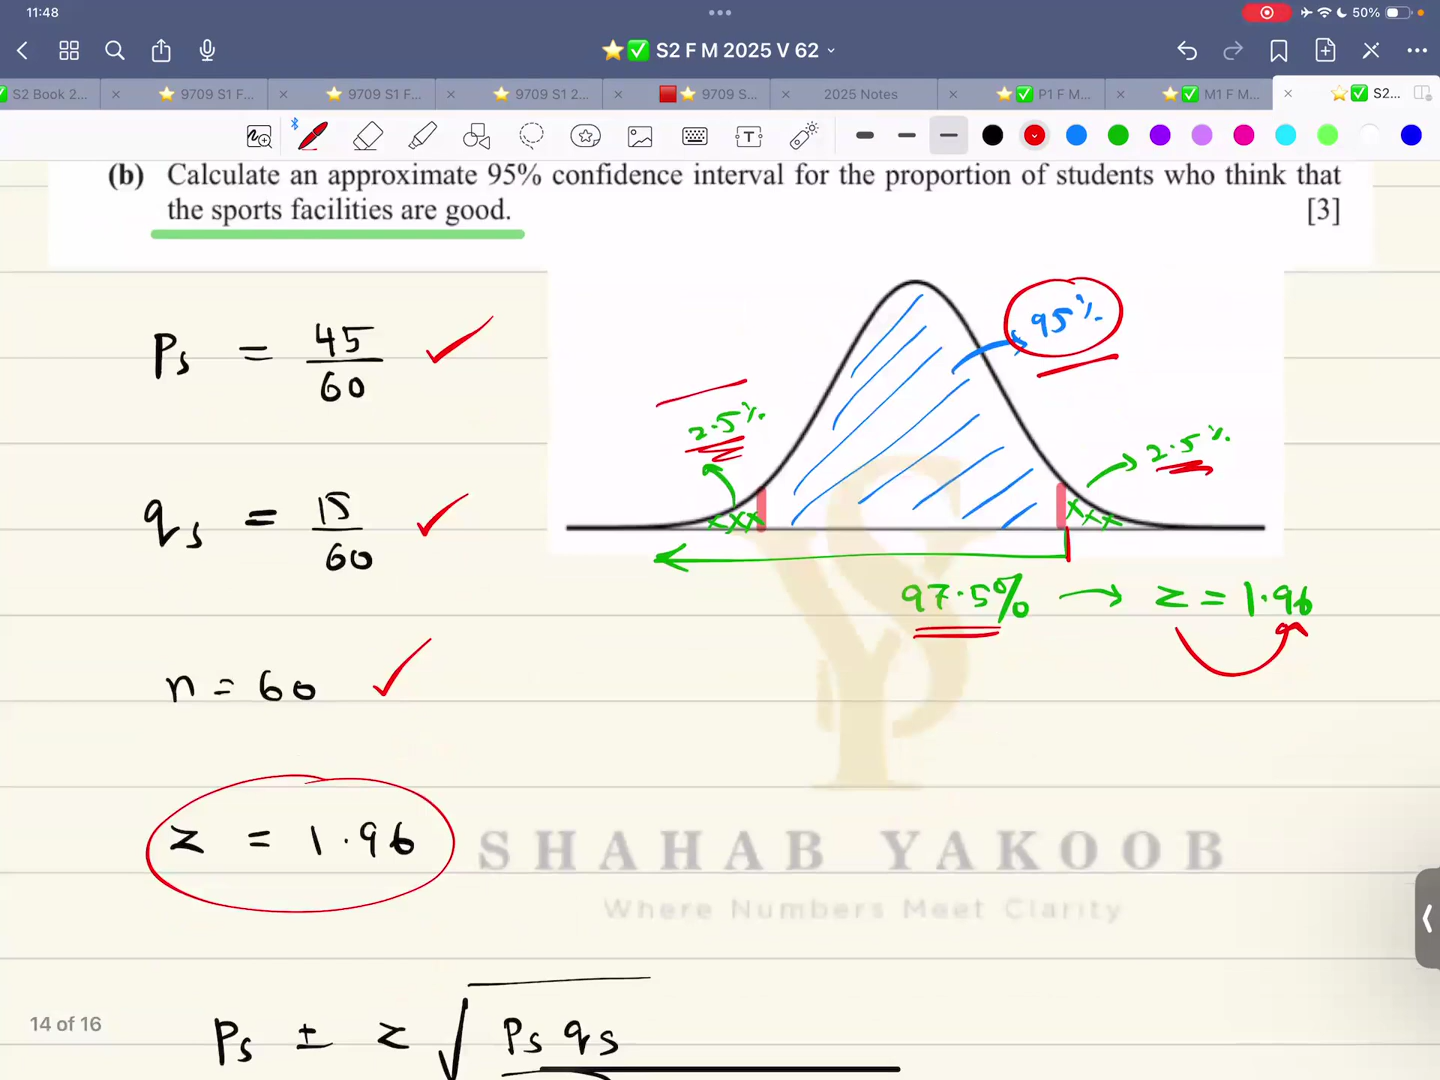 11:48
50%
⭐✅ S2 F M 2025 V 62
S2 Book 2...
⭐ 9709 S1 F...
⭐ 9709 S1 F...
⭐ 9709 S1 2...
⭐ 9709 S...
2025 Notes
⭐✅ P1 F M...
⭐✅ M1 F M...
⭐✅ S2...
(b) Calculate an approximate 95% confidence interval for the proportion of students who think that
the sports facilities are good. [3]
95%
2.5%
2.5%
Ps = 45/60
qs = 15/60
97.5% → z = 1.96
n = 60
z = 1.96
SHAHAB YAKOOB
Where Numbers Meet Clarity
14 of 16
Ps ± z √ Ps qs